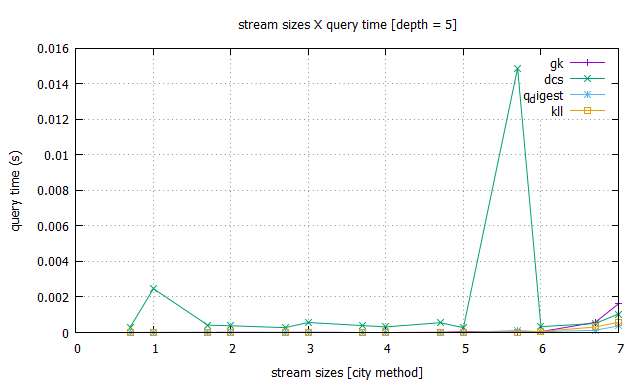 stream sizes X query time [depth = 5]
0.016
0.014
0.012
0.01
0.008
0.006
0.004
0.002
0
query time (s)
gk
dcs
q_digest
kll
0 1 2 3 4 5 6 7
stream sizes [city method]